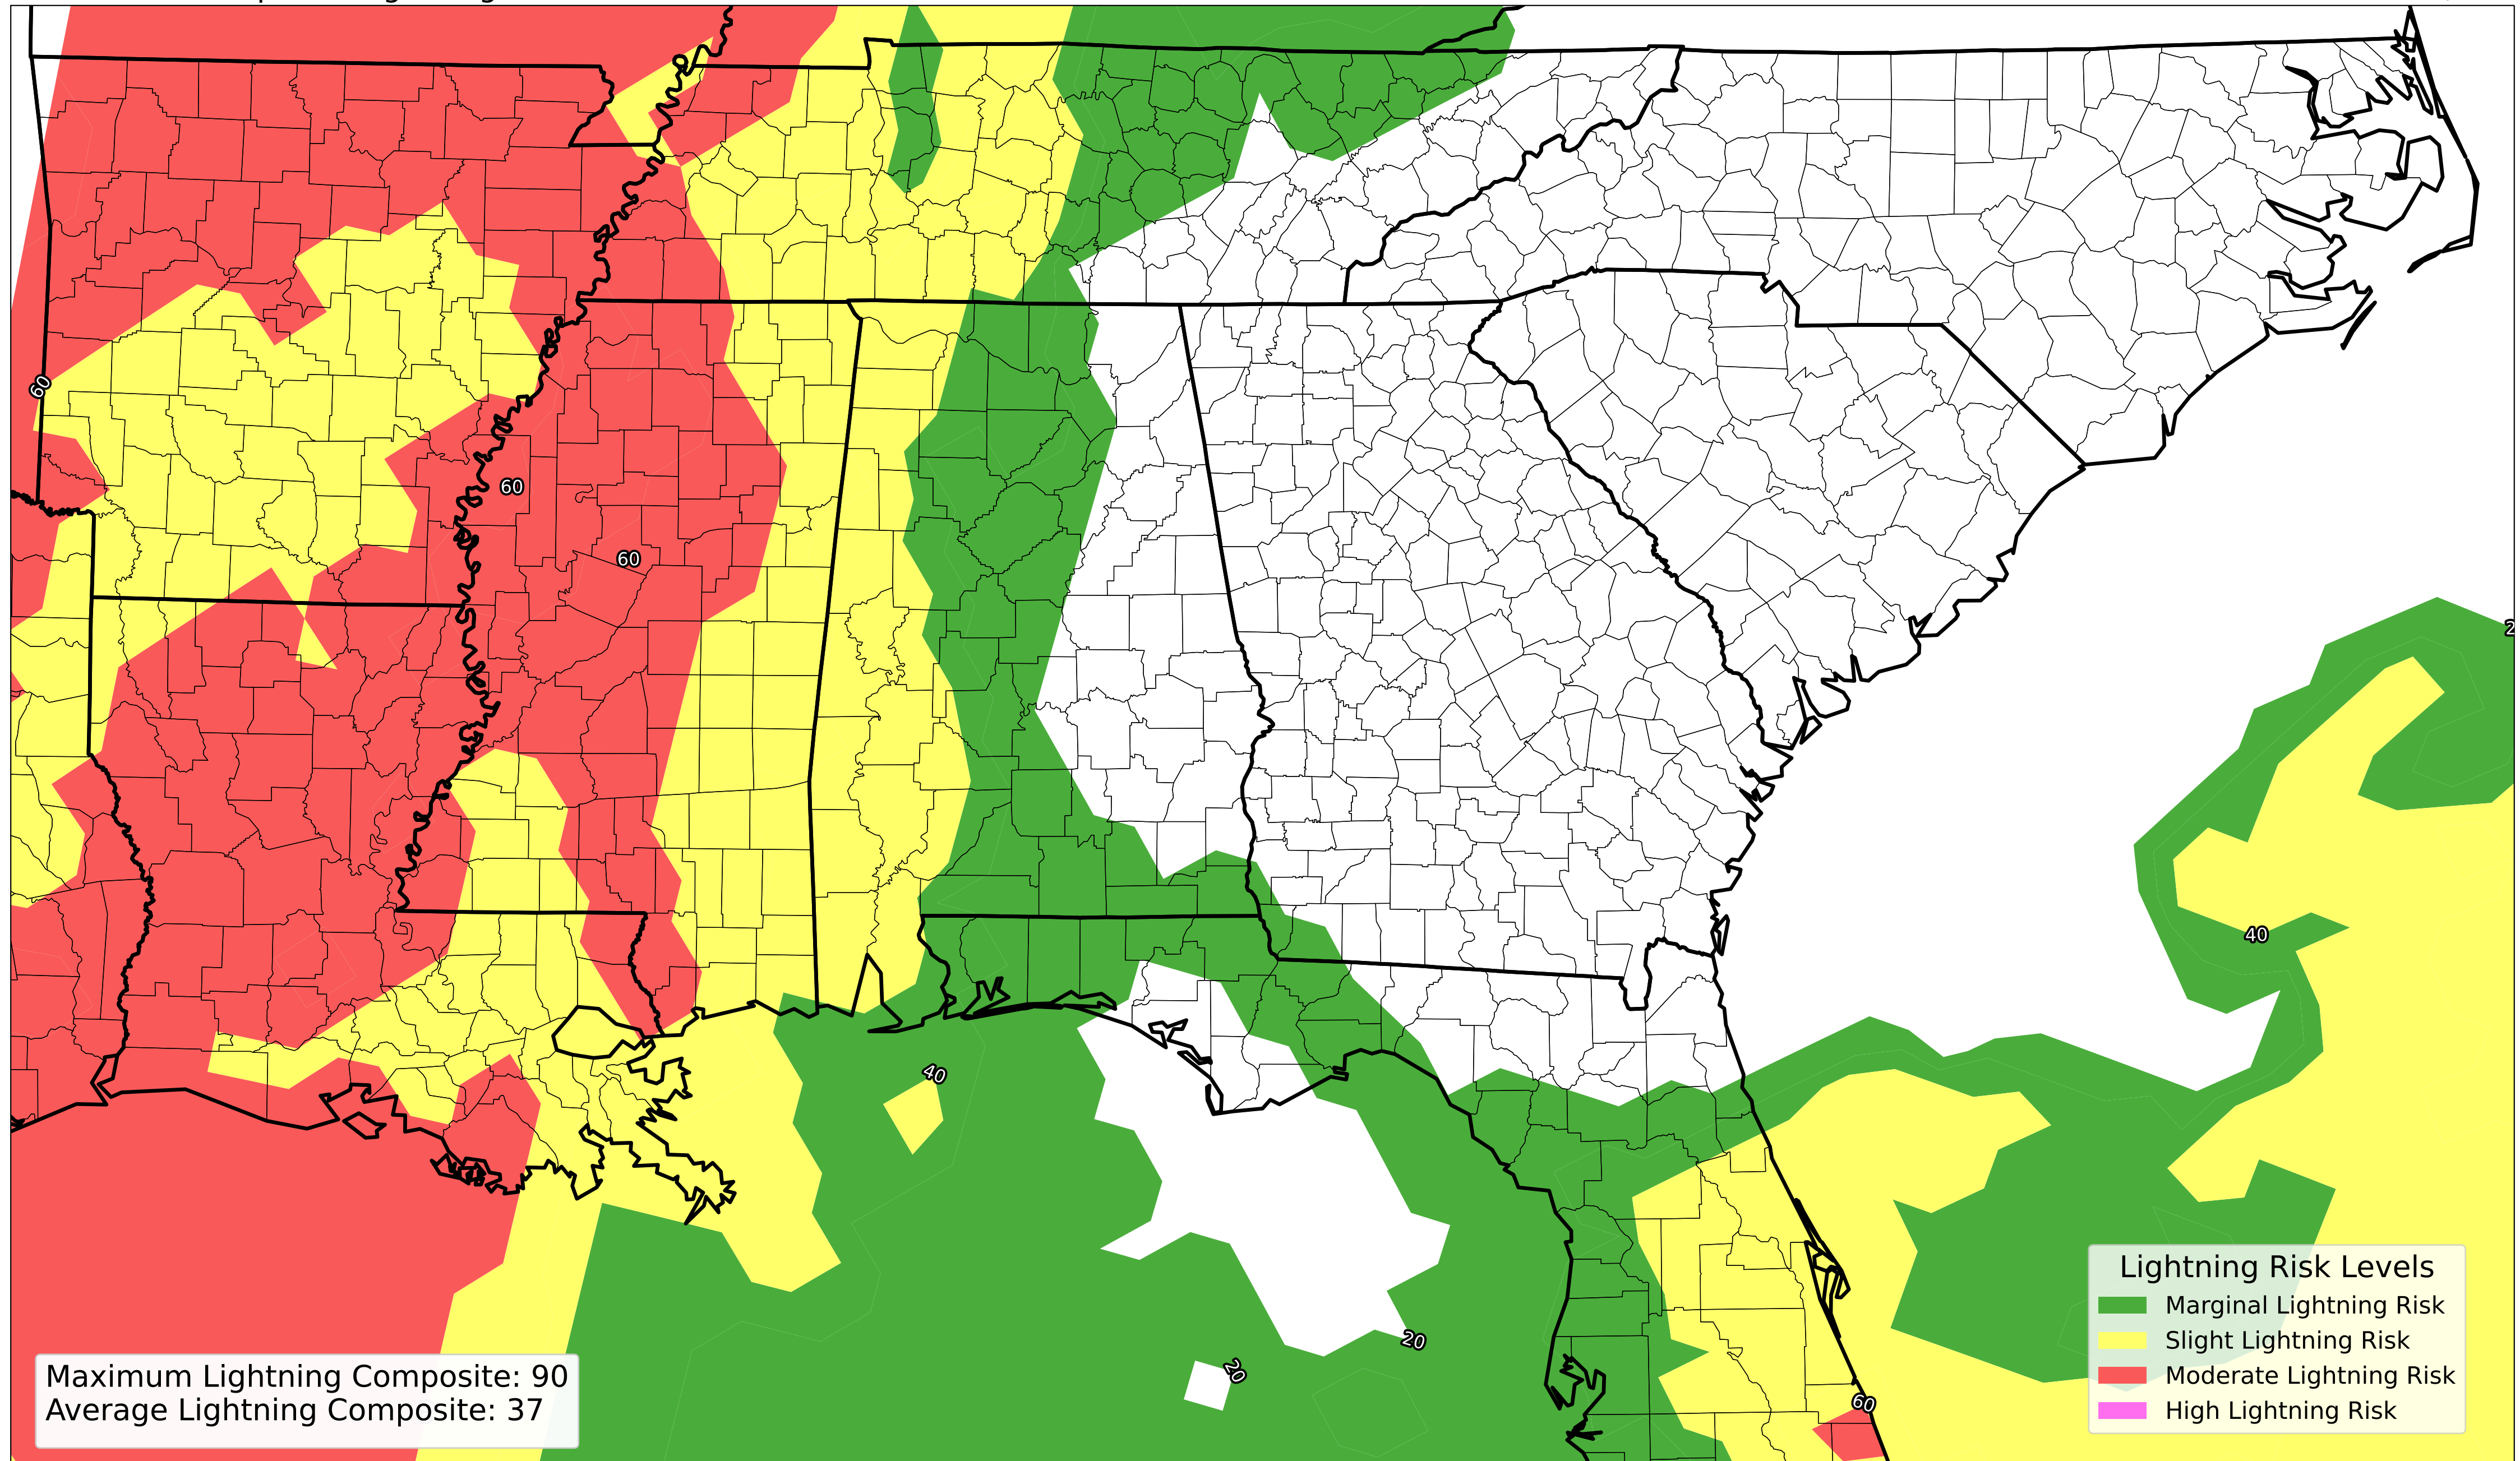 60
60
60
2
40
40
20
20
60
Lightning Risk Levels
Marginal Lightning Risk
Slight Lightning Risk
Moderate Lightning Risk
High Lightning Risk
Maximum Lightning Composite: 90
Average Lightning Composite: 37